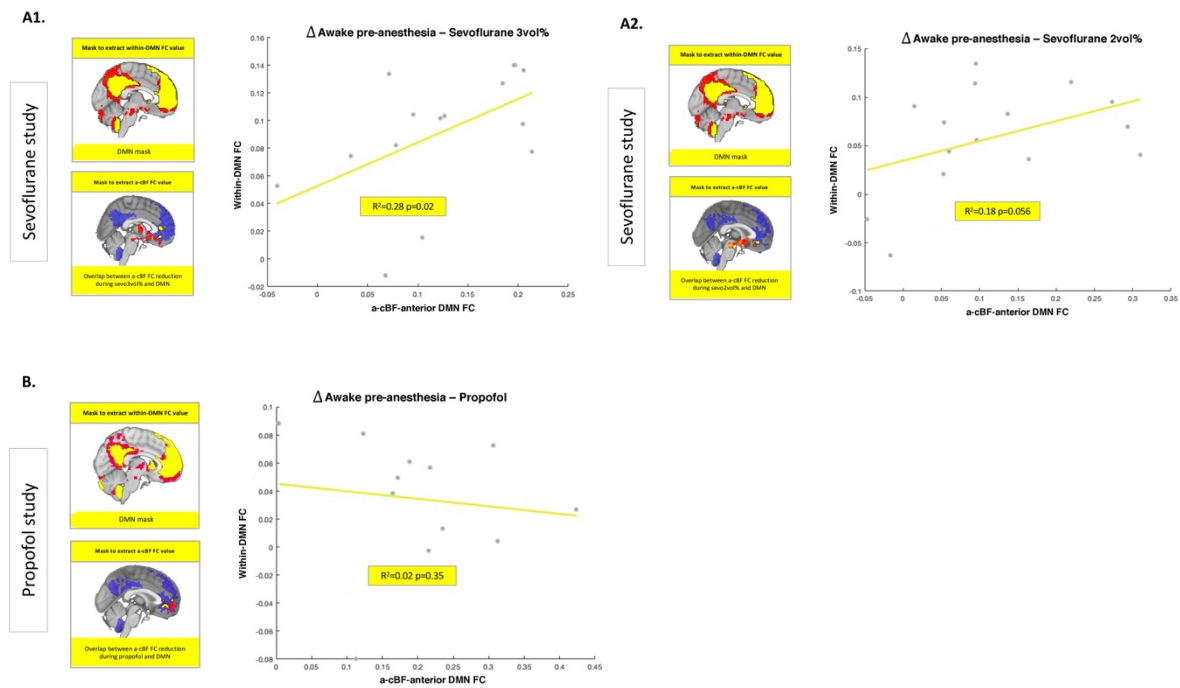 A1.
Δ Awake pre-anesthesia – Sevoflurane 3vol%
Sevoflurane study
Mask to extract within-DMN FC value
DMN mask
Mask to extract a-cBF FC value
Overlap between a-cBF FC reduction
during sevo3vol% and DMN
Within-DMN FC
0.16
0.14
0.12
0.1
0.08
0.06
0.04
0.02
0
-0.02
R²=0.28 p=0.02
-0.05
0
0.05
0.1
0.15
0.2
0.25
a-cBF-anterior DMN FC
A2.
Δ Awake pre-anesthesia – Sevoflurane 2vol%
Sevoflurane study
Mask to extract within-DMN FC value
DMN mask
Mask to extract a-cBF FC value
Overlap between a-cBF FC reduction
during sevo2vol% and DMN
Within-DMN FC
0.15
0.1
0.05
0
-0.05
-0.1
R²=0.18 p=0.056
-0.05
0
0.05
0.1
0.15
0.2
0.25
0.3
0.35
a-cBF-anterior DMN FC
B.
Δ Awake pre-anesthesia – Propofol
Propofol study
Mask to extract within-DMN FC value
DMN mask
Mask to extract a-cBF FC value
Overlap between a-cBF FC reduction
during propofol and DMN
Within-DMN FC
0.1
0.08
0.06
0.04
0.02
0
-0.02
-0.04
-0.06
-0.08
R²=0.02 p=0.35
0
0.05
0.1
0.15
0.2
0.25
0.3
0.35
0.4
0.45
a-cBF-anterior DMN FC